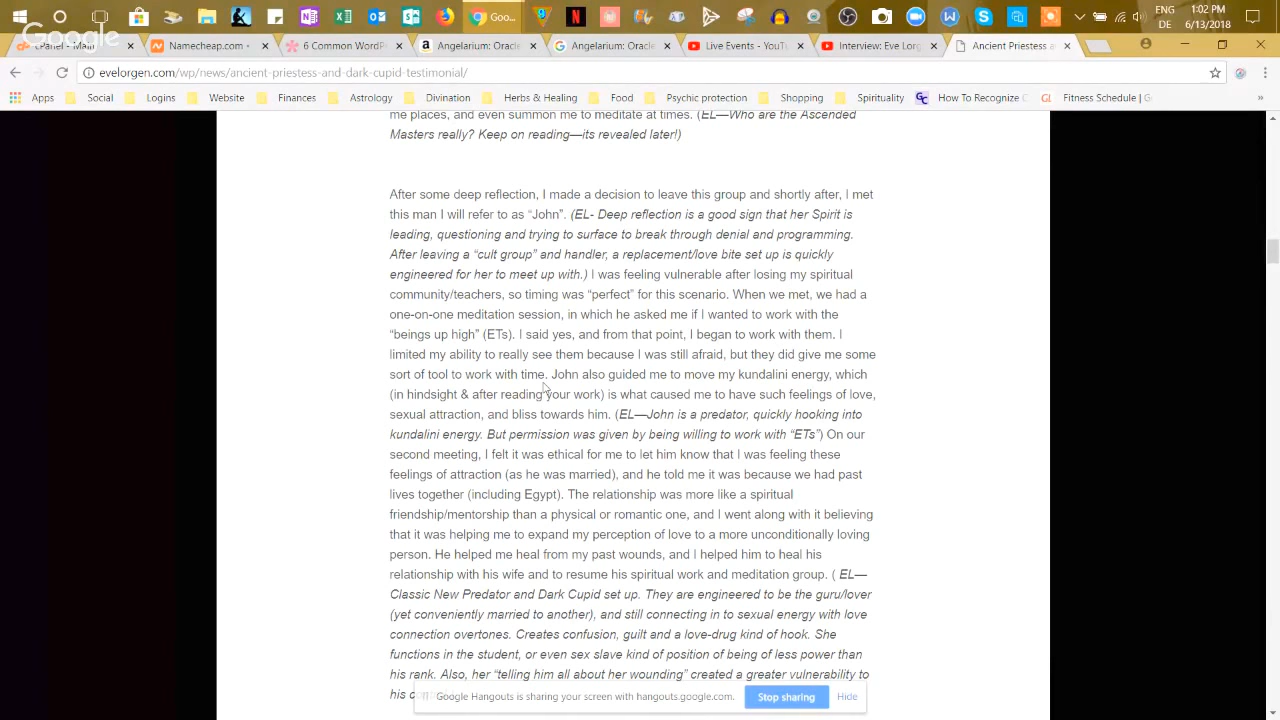 Google
ENG
DE
1:02 PM
6/13/2018
Goo...
cPanel - Main
Namecheap.com •
6 Common WordPr
Angelarium: Oracle
Angelarium: Oracle
Live Events - YouTu
Interview: Eve Lorg
Ancient Priestess a
evelorgen.com/wp/news/ancient-priestess-and-dark-cupid-testimonial/
Apps
Social
Logins
Website
Finances
Astrology
Divination
Herbs & Healing
Food
Psychic protection
Shopping
Spirituality
How To Recognize
Fitness Schedule | G
»
me places, and even summon me to meditate at times. (EL—Who are the Ascended
Masters really? Keep on reading—its revealed later!)
After some deep reflection, I made a decision to leave this group and shortly after, I met
this man I will refer to as “John”. (EL- Deep reflection is a good sign that her Spirit is
leading, questioning and trying to surface to break through denial and programming.
After leaving a “cult group” and handler, a replacement/love bite set up is quickly
engineered for her to meet up with.) I was feeling vulnerable after losing my spiritual
community/teachers, so timing was “perfect” for this scenario. When we met, we had a
one-on-one meditation session, in which he asked me if I wanted to work with the
“beings up high” (ETs). I said yes, and from that point, I began to work with them. I
limited my ability to really see them because I was still afraid, but they did give me some
sort of tool to work with time. John also guided me to move my kundalini energy, which
(in hindsight & after reading your work) is what caused me to have such feelings of love,
sexual attraction, and bliss towards him. (EL—John is a predator, quickly hooking into
kundalini energy. But permission was given by being willing to work with “ETs”) On our
second meeting, I felt it was ethical for me to let him know that I was feeling these
feelings of attraction (as he was married), and he told me it was because we had past
lives together (including Egypt). The relationship was more like a spiritual
friendship/mentorship than a physical or romantic one, and I went along with it believing
that it was helping me to expand my perception of love to a more unconditionally loving
person. He helped me heal from my past wounds, and I helped him to heal his
relationship with his wife and to resume his spiritual work and meditation group. ( EL—
Classic New Predator and Dark Cupid set up. They are engineered to be the guru/lover
(yet conveniently married to another), and still connecting in to sexual energy with love
connection overtones. Creates confusion, guilt and a love-drug kind of hook. She
functions in the student, or even sex slave kind of position of being of less power than
his rank. Also, her “telling him all about her wounding” created a greater vulnerability to
his
Google Hangouts is sharing your screen with hangouts.google.com.
Stop sharing
Hide